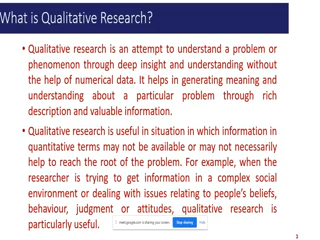 What is Qualitative Research?
• Qualitative research is an attempt to understand a problem or
phenomenon through deep insight and understanding without
the help of numerical data. It helps in generating meaning and
understanding about a particular problem through rich
description and valuable information.
• Qualitative research is useful in situation in which information in
quantitative terms may not be available or may not necessarily
help to reach the root of the problem. For example, when the
researcher is trying to get information in a complex social
environment or dealing with issues relating to people's beliefs,
behaviour, judgment or attitudes, qualitative research is
particularly useful.
meet.google.com is sharing your screen. Stop sharing Hide
3